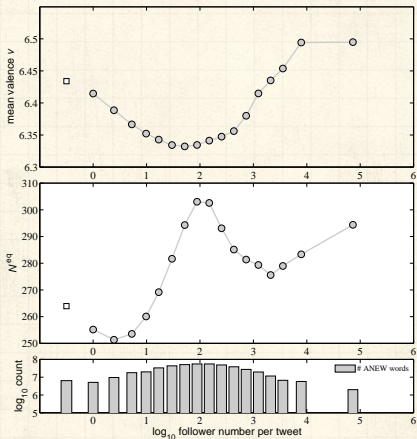 6.5
6.45
6.4
6.35
6.3
mean valence v
0 1 2 3 4 5 6
310
300
290
280
270
260
250
N^eq
0 1 2 3 4 5 6
8
7
6
5
log10 count
# ANEW words
0 1 2 3 4 5 6
log10 follower number per tweet